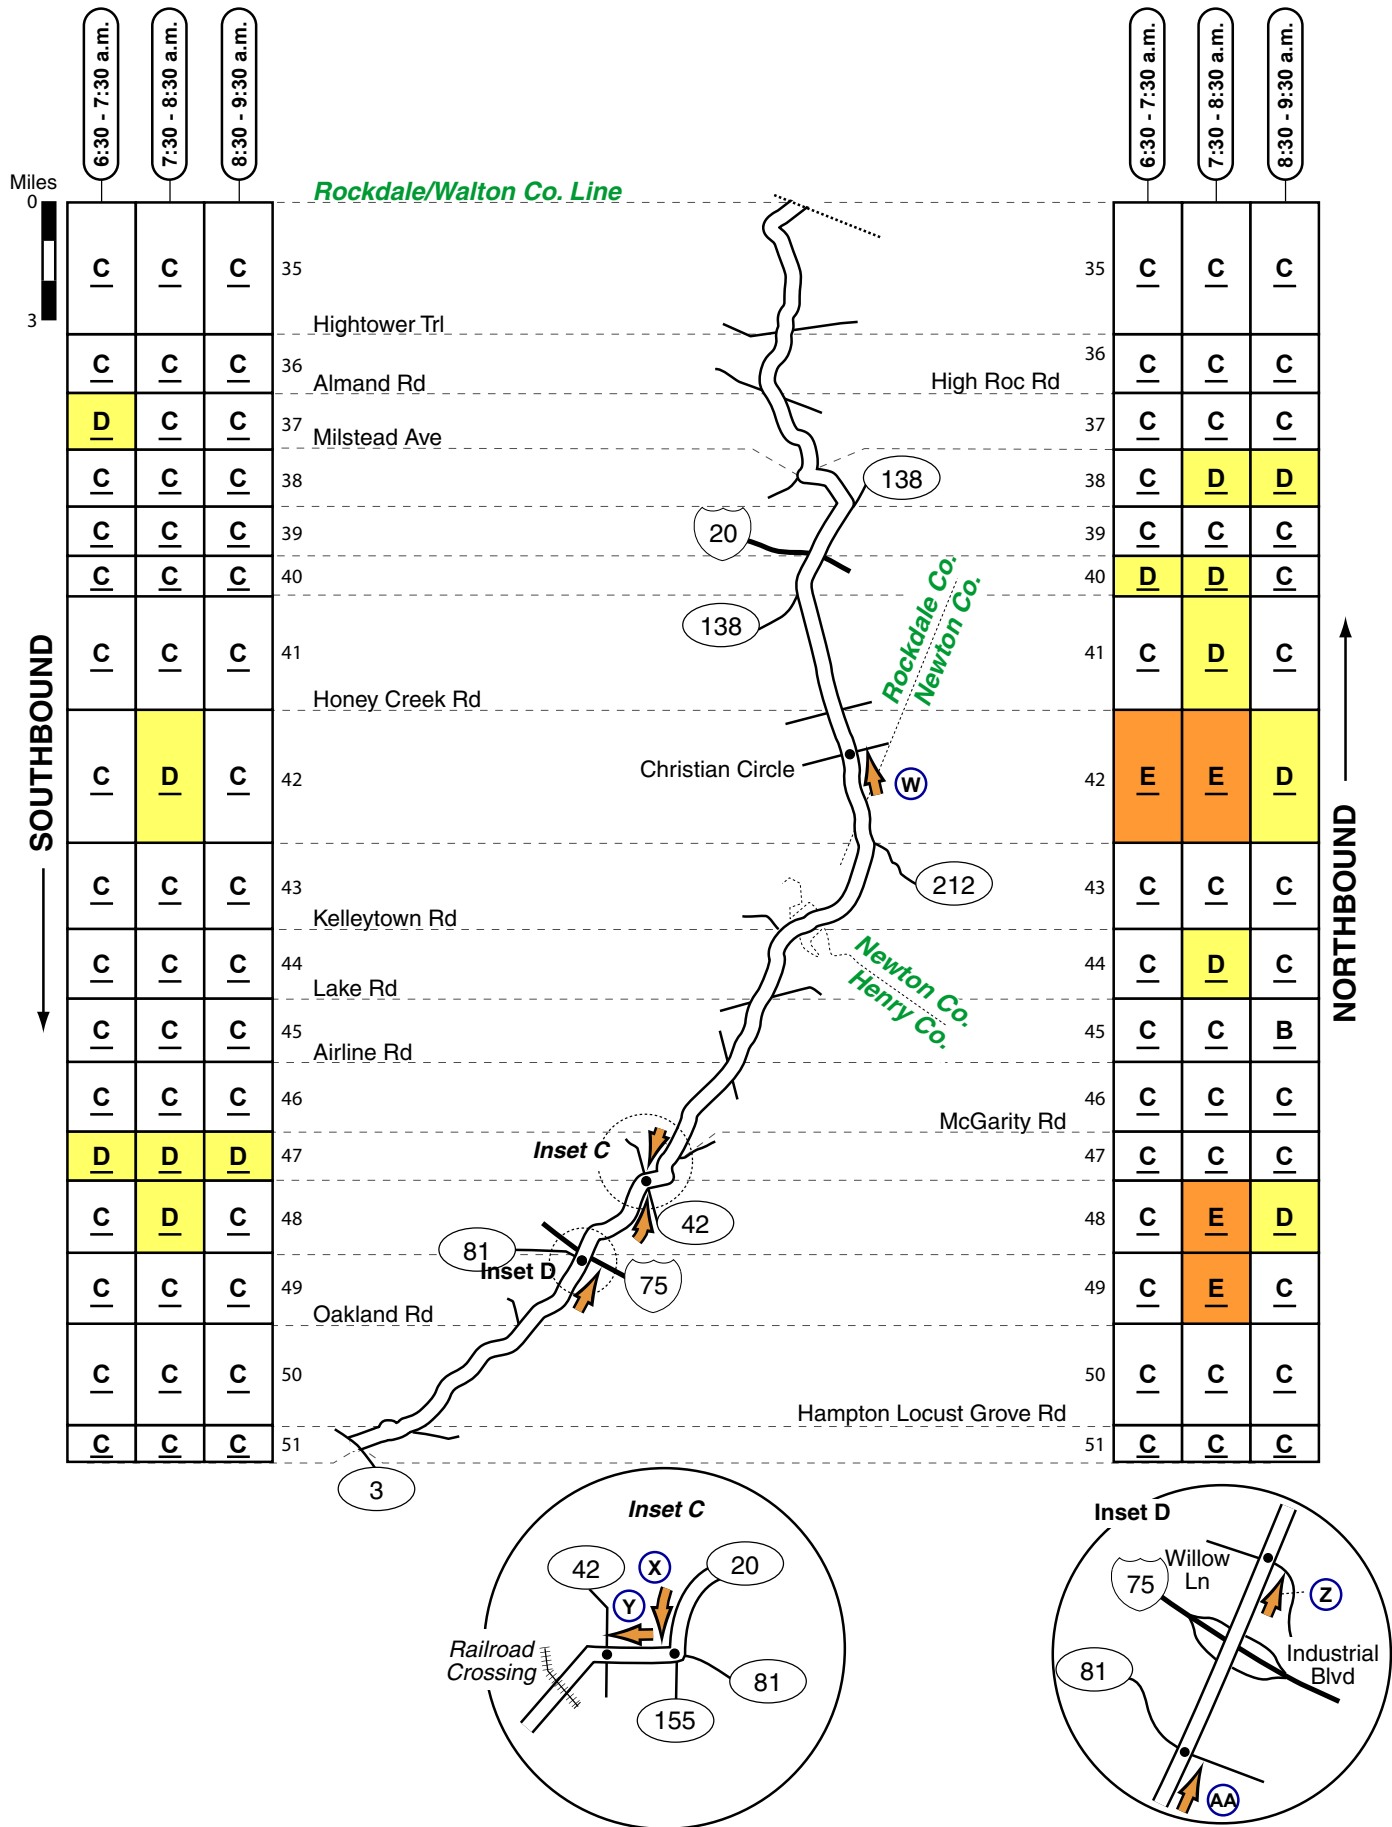 6:30 - 7:30 a.m.
7:30 - 8:30 a.m.
8:30 - 9:30 a.m.
6:30 - 7:30 a.m.
7:30 - 8:30 a.m.
8:30 - 9:30 a.m.
Miles
0
3
Rockdale/Walton Co. Line
C C C 35 35 C C C
Hightower Trl
C C C 36 36 C C C
Almand Rd High Roc Rd
D C C 37 37 C C C
Milstead Ave
C C C 38 138 38 C D D
C C C 39 20 39 C C C
C C C 40 40 D D C
138
Rockdale Co.
Newton Co.
C C C 41 41 C D C
Honey Creek Rd
C D C 42 Christian Circle W 42 E E D
C C C 43 212 43 C C C
Kelleytown Rd
Newton Co.
Henry Co.
C C C 44 44 C D C
Lake Rd
C C C 45 45 C C B
Airline Rd
C C C 46 46 C C C
McGarity Rd
Inset C
D D D 47 47 C C C
C D C 48 42 48 C E D
81
Inset D
C C C 49 75 49 C E C
Oakland Rd
C C C 50 50 C C C
Hampton Locust Grove Rd
C C C 51 51 C C C
3
SOUTHBOUND
NORTHBOUND
Inset C
42
X
20
Y
Railroad
Crossing
81
155
Inset D
75
Willow
Ln
Z
Industrial
Blvd
81
AA